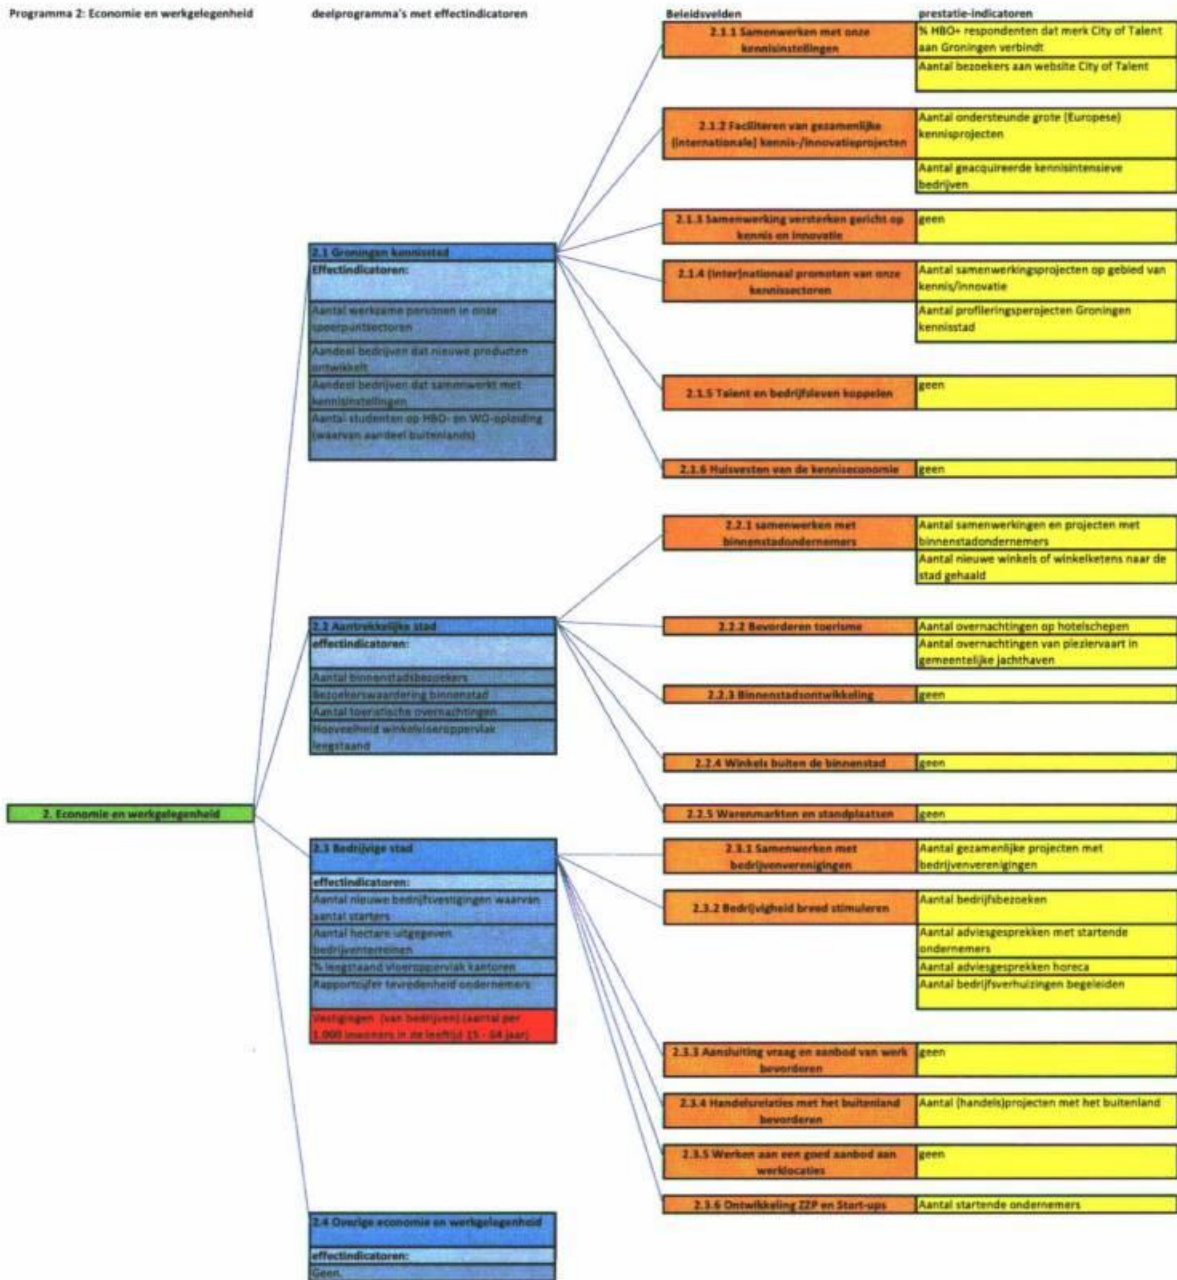 Programma 2: Economie en werkgelegenheid
deelprogramma's met effectindicatoren
Beleidsvelden
prestatie-indicatoren
2. Economie en werkgelegenheid
2.1 Groningen kennisstad
Effectindicatoren:
Aantal werkzame personen in onze
speerpuntsectoren
Aandeel bedrijven dat nieuwe producten
ontwikkelt
Aandeel bedrijven dat samenwerkt met
kennisinstellingen
Aantal studenten op HBO- en WO-opleiding
(waarvan aandeel buitenlands)
2.1.1 Samenwerken met onze
kennisinstellingen
% HBO+ respondenten dat merk City of Talent
aan Groningen verbindt
Aantal bezoekers aan website City of Talent
2.1.2 Faciliteren van gezamenlijke
(internationale) kennis-/innovatieprojecten
Aantal ondersteunde grote (Europese)
kennisprojecten
Aantal geacquireerde kennisintensieve
bedrijven
2.1.3 Samenwerking versterken gericht op
kennis en innovatie
geen
2.1.4 (Inter)nationaal promoten van onze
kennissectoren
Aantal samenwerkingsprojecten op gebied van
kennis/innovatie
Aantal profileringsperojecten Groningen
kennisstad
2.1.5 Talent en bedrijfsleven koppelen
geen
2.1.6 Huisvesten van de kenniseconomie
geen
2.2 Aantrekkelijke stad
effectindicatoren:
Aantal binnenstadsbezoekers
Bezoekerswaardering binnenstad
Aantal toeristische overnachtingen
Hoeveelheid winkelvloeroppervlak
leegstaand
2.2.1 samenwerken met
binnenstadondernemers
Aantal samenwerkingen en projecten met
binnenstadondernemers
Aantal nieuwe winkels of winkelketens naar de
stad gehaald
2.2.2 Bevorderen toerisme
Aantal overnachtingen op hotelschepen
Aantal overnachtingen van pleziervaart in
gemeentelijke jachthaven
2.2.3 Binnenstadsontwikkeling
geen
2.2.4 Winkels buiten de binnenstad
geen
2.2.5 Warenmarkten en standplaatsen
geen
2.3 Bedrijvige stad
effectindicatoren:
Aantal nieuwe bedrijfsvestigingen waarvan
aantal starters
Aantal hectare uitgegeven
bedrijventerreinen
% leegstaand vloeroppervlak kantoren
Rapportcijfer tevredenheid ondernemers
Vestigingen (van bedrijven) (aantal per
1.000 inwoners in de leeftijd 15 - 64 jaar)
2.3.1 Samenwerken met
bedrijvenverenigingen
Aantal gezamenlijke projecten met
bedrijvenverenigingen
2.3.2 Bedrijvigheid breed stimuleren
Aantal bedrijfsbezoeken
Aantal adviesgesprekken met startende
ondernemers
Aantal adviesgesprekken horeca
Aantal bedrijfsverhuizingen begeleiden
2.3.3 Aansluiting vraag en aanbod van werk
bevorderen
geen
2.3.4 Handelsrelaties met het buitenland
bevorderen
Aantal (handels)projecten met het buitenland
2.3.5 Werken aan een goed aanbod aan
werklocaties
geen
2.3.6 Ontwikkeling ZZP en Start-ups
Aantal startende ondernemers
2.4 Overige economie en werkgelegenheid
effectindicatoren:
Geen.